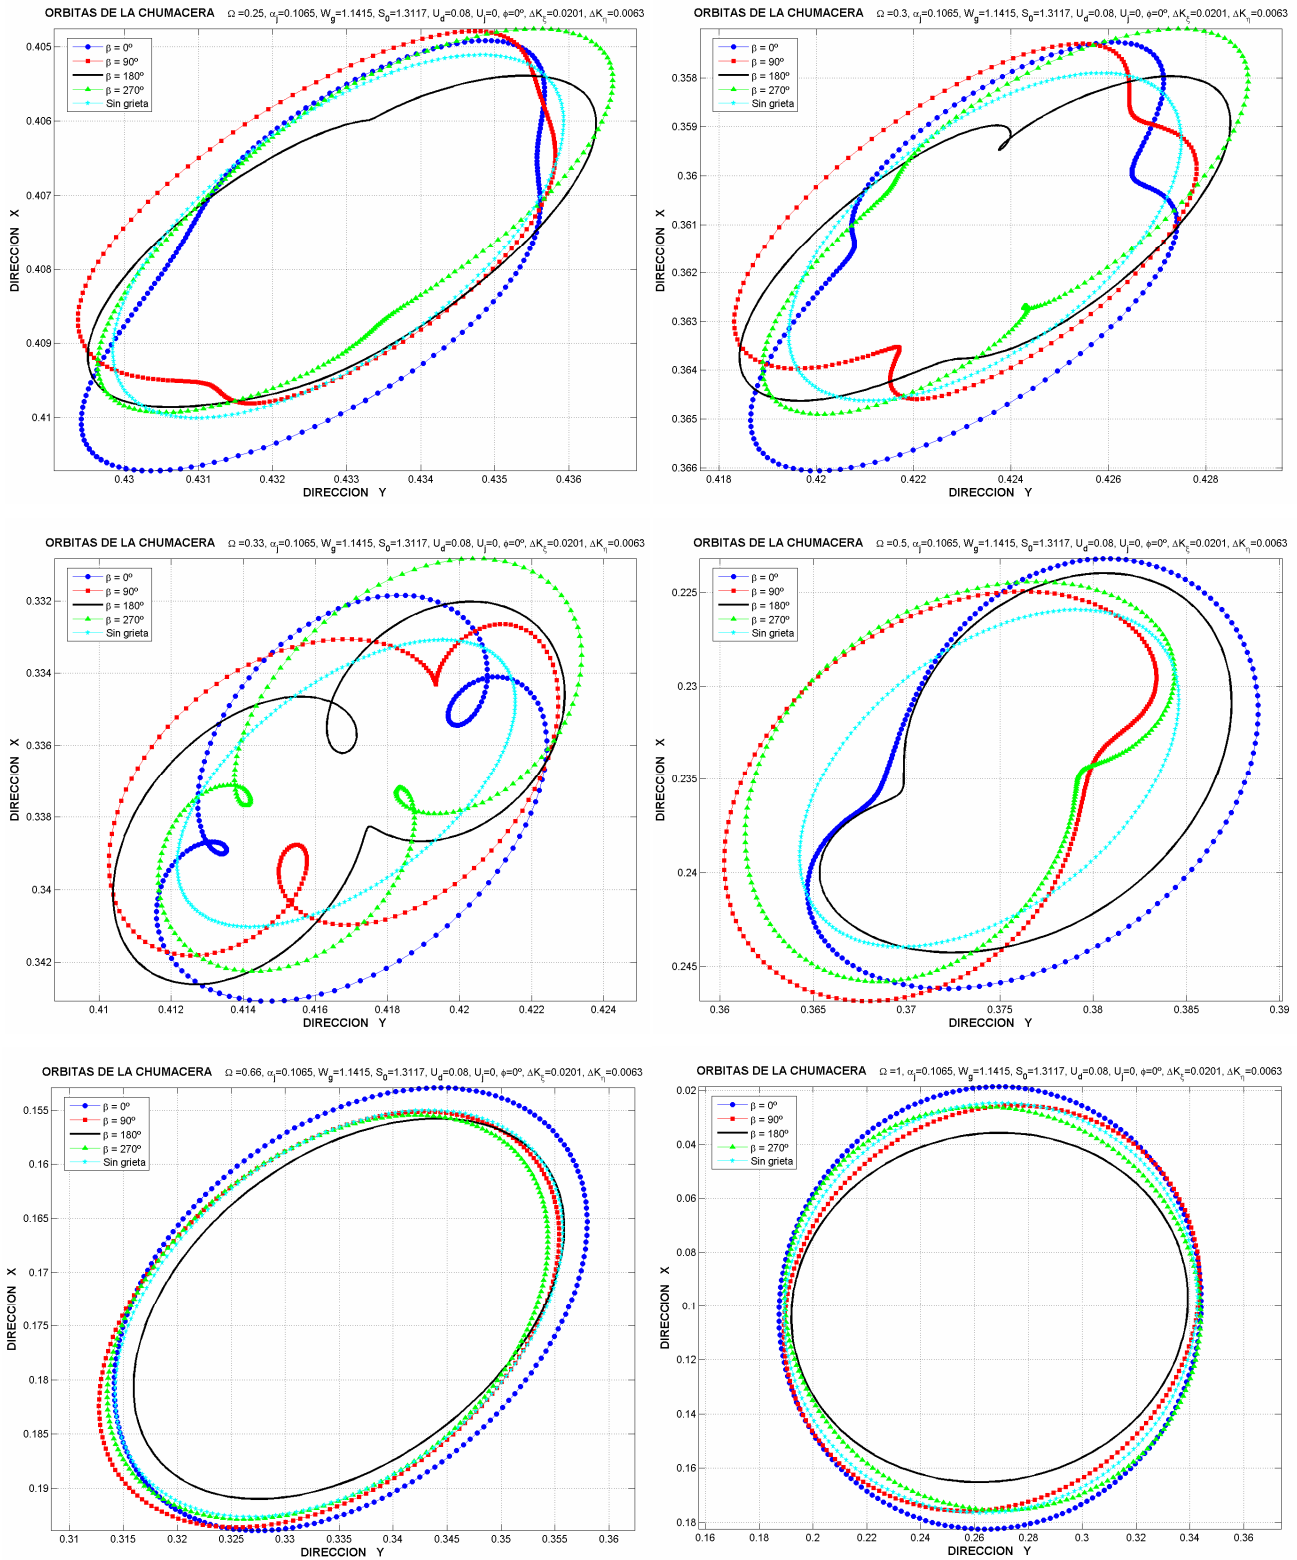 ORBITAS DE LA CHUMACERA Ω =0.25, αj=0.1065, Wg=1.1415, S0=1.3117, Ud=0.08, Uj=0, ϕ=0º, ΔKξ=0.0201, ΔKη=0.0063
β = 0º
β = 90º
β = 180º
β = 270º
Sin grieta
0.405
0.406
0.407
0.408
0.409
0.41
DIRECCION X
0.43 0.431 0.432 0.433 0.434 0.435 0.436
DIRECCION Y
ORBITAS DE LA CHUMACERA Ω =0.3, αj=0.1065, Wg=1.1415, S0=1.3117, Ud=0.08, Uj=0, ϕ=0º, ΔKξ=0.0201, ΔKη=0.0063
β = 0º
β = 90º
β = 180º
β = 270º
Sin grieta
0.358
0.359
0.36
0.361
0.362
0.363
0.364
0.365
0.366
DIRECCION X
0.418 0.42 0.422 0.424 0.426 0.428
DIRECCION Y
ORBITAS DE LA CHUMACERA Ω =0.33, αj=0.1065, Wg=1.1415, S0=1.3117, Ud=0.08, Uj=0, ϕ=0º, ΔKξ=0.0201, ΔKη=0.0063
β = 0º
β = 90º
β = 180º
β = 270º
Sin grieta
0.332
0.334
0.336
0.338
0.34
0.342
DIRECCION X
0.41 0.412 0.414 0.416 0.418 0.42 0.422 0.424
DIRECCION Y
ORBITAS DE LA CHUMACERA Ω =0.5, αj=0.1065, Wg=1.1415, S0=1.3117, Ud=0.08, Uj=0, ϕ=0º, ΔKξ=0.0201, ΔKη=0.0063
β = 0º
β = 90º
β = 180º
β = 270º
Sin grieta
0.225
0.23
0.235
0.24
0.245
DIRECCION X
0.36 0.365 0.37 0.375 0.38 0.385 0.39
DIRECCION Y
ORBITAS DE LA CHUMACERA Ω =0.66, αj=0.1065, Wg=1.1415, S0=1.3117, Ud=0.08, Uj=0, ϕ=0º, ΔKξ=0.0201, ΔKη=0.0063
β = 0º
β = 90º
β = 180º
β = 270º
Sin grieta
0.155
0.16
0.165
0.17
0.175
0.18
0.185
0.19
DIRECCION X
0.31 0.315 0.32 0.325 0.33 0.335 0.34 0.345 0.35 0.355 0.36
DIRECCION Y
ORBITAS DE LA CHUMACERA Ω =1, αj=0.1065, Wg=1.1415, S0=1.3117, Ud=0.08, Uj=0, ϕ=0º, ΔKξ=0.0201, ΔKη=0.0063
β = 0º
β = 90º
β = 180º
β = 270º
Sin grieta
0.02
0.04
0.06
0.08
0.1
0.12
0.14
0.16
0.18
DIRECCION X
0.16 0.18 0.2 0.22 0.24 0.26 0.28 0.3 0.32 0.34 0.36
DIRECCION Y